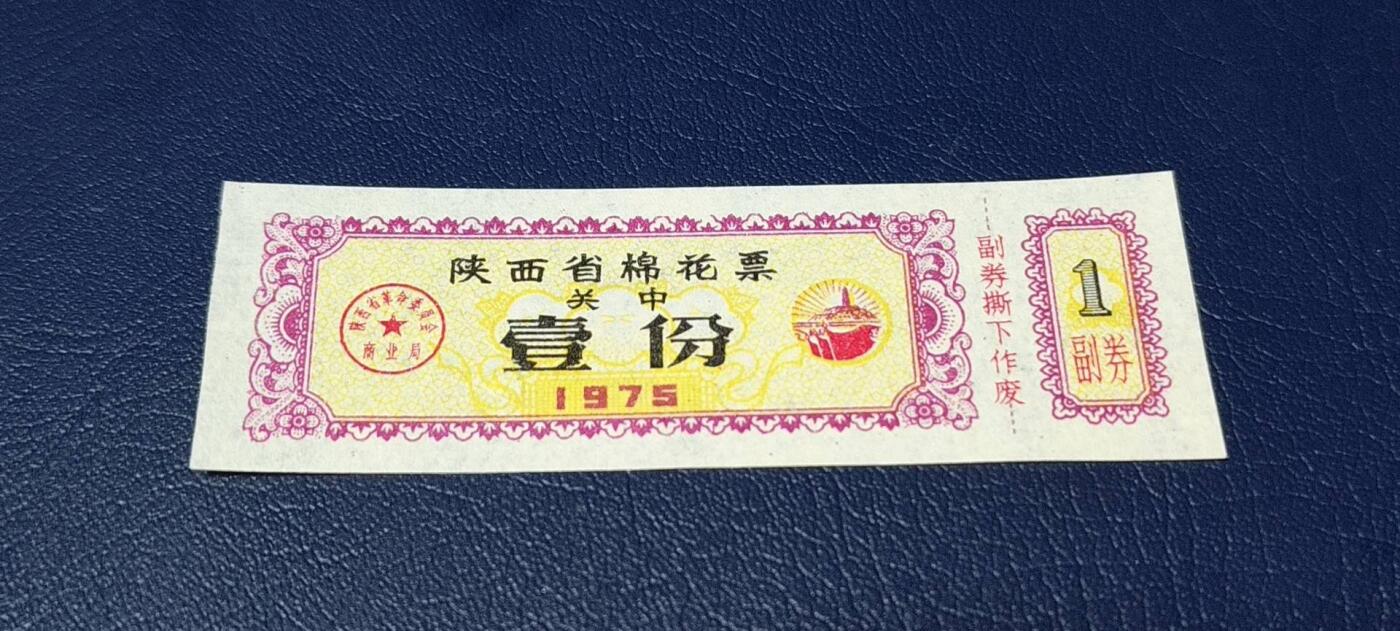 陕西省棉花票
关中
壹份
1975
陕西省革命委员会
商业局
副券撕下作废
1
副券